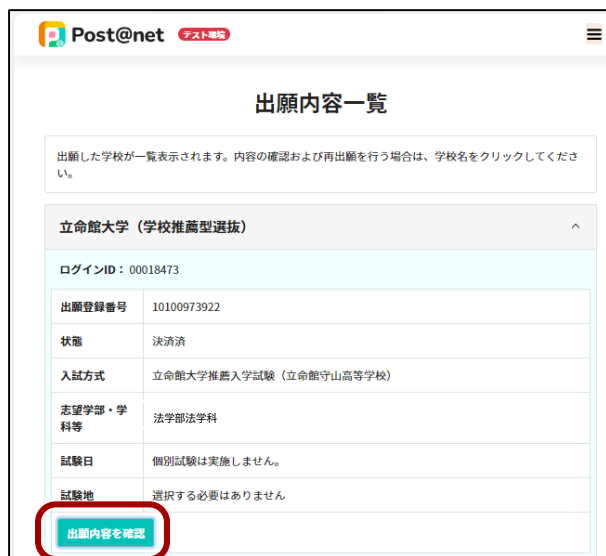 Post@net テスト環境
出願内容一覧
出願した学校が一覧表示されます。内容の確認および再出願を行う場合は、学校名をクリックしてくださ
い。
立命館大学（学校推薦型選抜）
ログインID： 00018473
出願登録番号 10100973922
状態 決済済
入試方式 立命館大学推薦入学試験（立命館守山高等学校）
志望学部・学
科等 法学部法学科
試験日 個別試験は実施しません。
試験地 選択する必要はありません
出願内容を確認